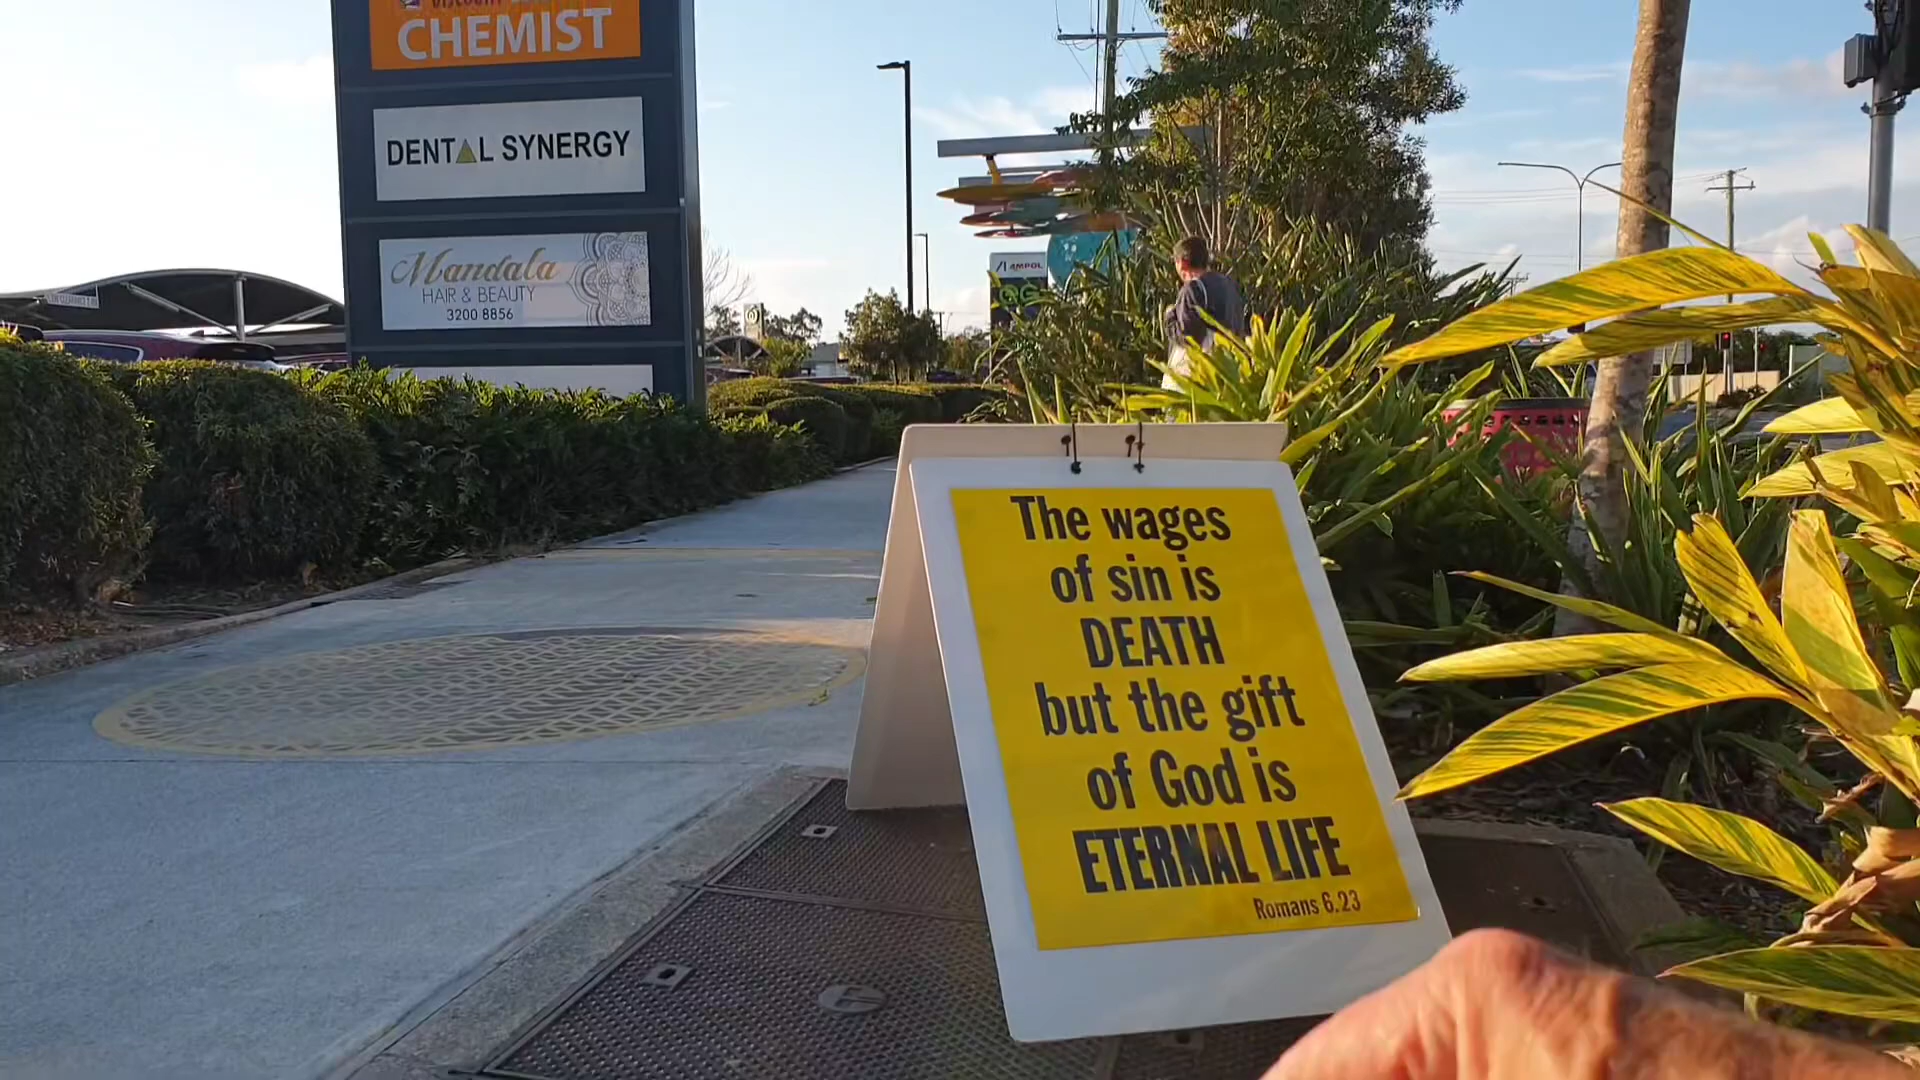 CHEMIST
DENTAL SYNERGY
Mandala
HAIR & BEAUTY
3200 8856
AMPOL
The wages
of sin is
DEATH
but the gift
of God is
ETERNAL LIFE
Romans 6.23